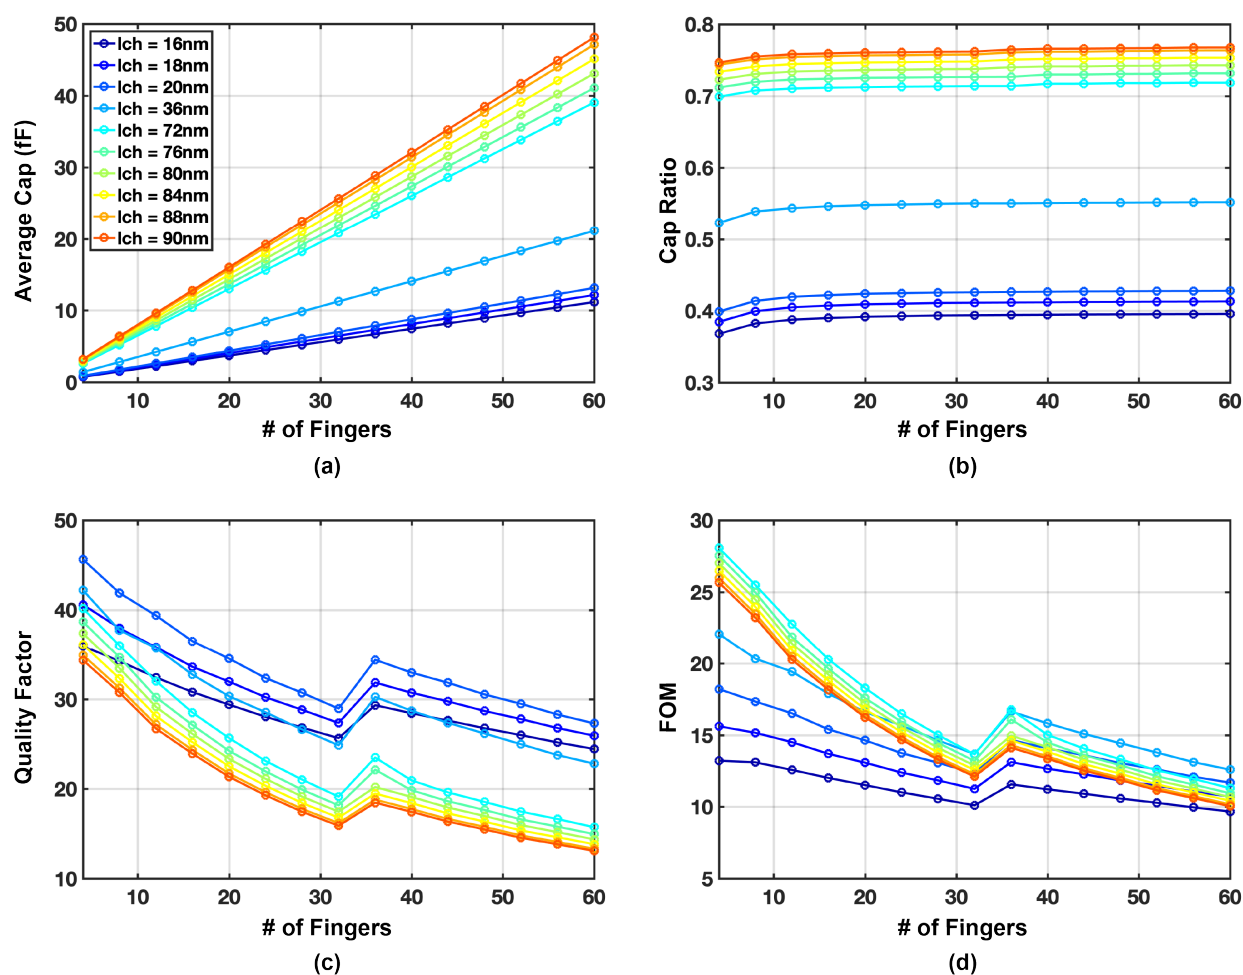 50
40
30
20
10
0
Average Cap (fF)
lch = 16nm
lch = 18nm
lch = 20nm
lch = 36nm
lch = 72nm
lch = 76nm
lch = 80nm
lch = 84nm
lch = 88nm
lch = 90nm
10 20 30 40 50 60
# of Fingers
(a)
0.8
0.7
0.6
0.5
0.4
0.3
Cap Ratio
10 20 30 40 50 60
# of Fingers
(b)
50
40
30
20
10
Quality Factor
10 20 30 40 50 60
# of Fingers
(c)
30
25
20
15
10
5
FOM
10 20 30 40 50 60
# of Fingers
(d)